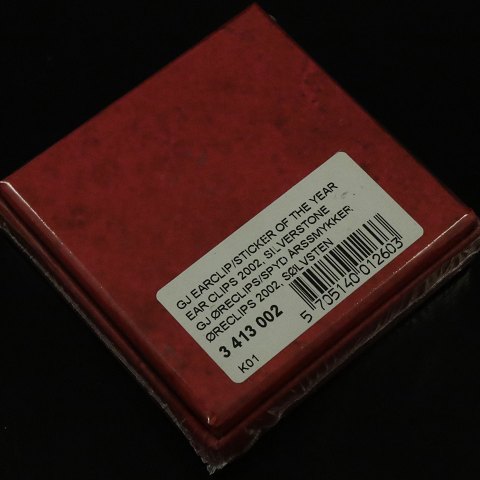 GJ EARCLIP/STICKER OF THE YEAR
EAR CLIPS 2002, SILVERSTONE
GJ ØRECLIPS/SPYD ÅRSSMYKKER
ØRECLIPS 2002, SØLVSTEN
3 413 002
5 705140 012603
K01